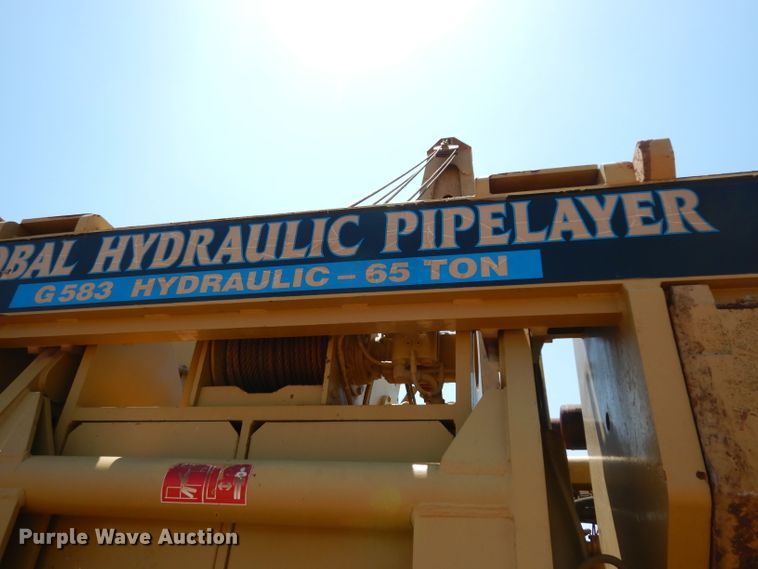 OBAL HYDRAULIC PIPELAYER
G583 HYDRAULIC - 65 TON
Purple Wave Auction